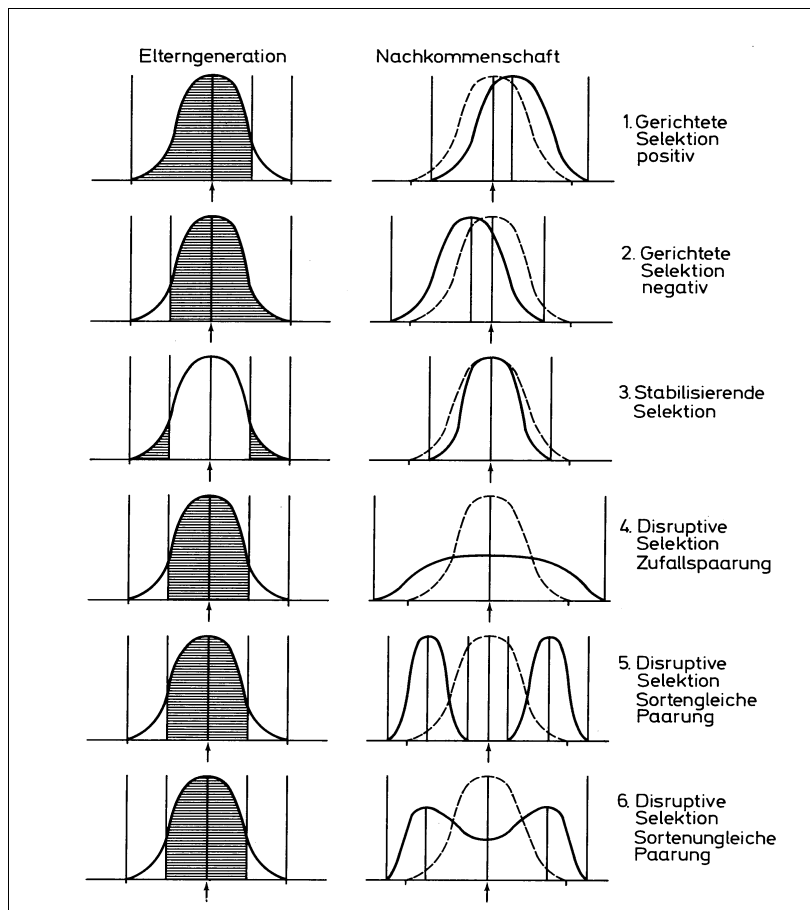 Elterngeneration
Nachkommenschaft
1. Gerichtete
Selektion
positiv
2. Gerichtete
Selektion
negativ
3. Stabilisierende
Selektion
4. Disruptive
Selektion
Zufallspaarung
5. Disruptive
Selektion
Sortengleiche
Paarung
6. Disruptive
Selektion
Sortenungleiche
Paarung